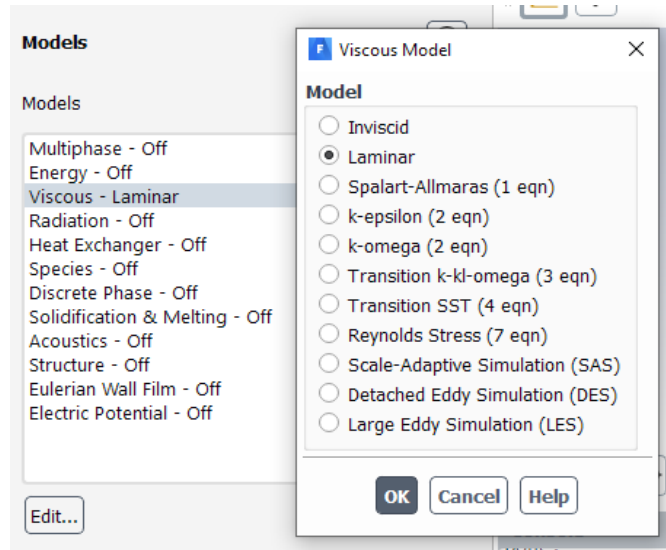 Models
Models
Multiphase - Off
Energy - Off
Viscous - Laminar
Radiation - Off
Heat Exchanger - Off
Species - Off
Discrete Phase - Off
Solidification & Melting - Off
Acoustics - Off
Structure - Off
Eulerian Wall Film - Off
Electric Potential - Off
Edit...
F Viscous Model
Model
Inviscid
Laminar
Spalart-Allmaras (1 eqn)
k-epsilon (2 eqn)
k-omega (2 eqn)
Transition k-kl-omega (3 eqn)
Transition SST (4 eqn)
Reynolds Stress (7 eqn)
Scale-Adaptive Simulation (SAS)
Detached Eddy Simulation (DES)
Large Eddy Simulation (LES)
OK Cancel Help